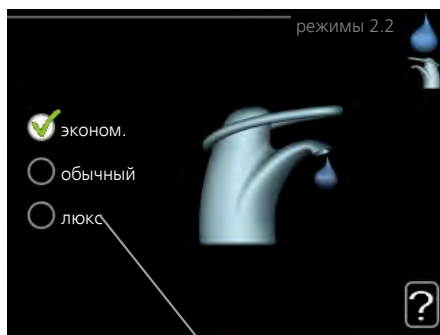 режимы 2.2
эконом.
обычный
люкс
?